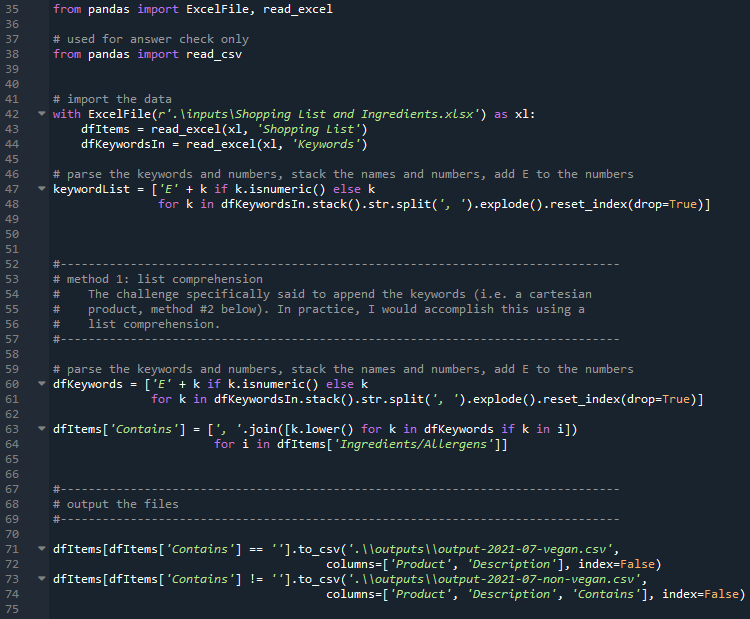 35 from pandas import ExcelFile, read_excel
36
37 # used for answer check only
38 from pandas import read_csv
39
40
41 # import the data
42 with ExcelFile(r'.\inputs\Shopping List and Ingredients.xlsx') as xl:
43     dfItems = read_excel(xl, 'Shopping List')
44     dfKeywordsIn = read_excel(xl, 'Keywords')
45
46 # parse the keywords and numbers, stack the names and numbers, add E to the numbers
47 keywordList = ['E' + k if k.isnumeric() else k
48                for k in dfKeywordsIn.stack().str.split(', ').explode().reset_index(drop=True)]
49
50
51
52 #--------------------------------------------------------------------------------
53 # method 1: list comprehension
54 #    The challenge specifically said to append the keywords (i.e. a cartesian
55 #    product, method #2 below). In practice, I would accomplish this using a
56 #    list comprehension.
57 #--------------------------------------------------------------------------------
58
59 # parse the keywords and numbers, stack the names and numbers, add E to the numbers
60 dfKeywords = ['E' + k if k.isnumeric() else k
61               for k in dfKeywordsIn.stack().str.split(', ').explode().reset_index(drop=True)]
62
63 dfItems['Contains'] = [', '.join([k.lower() for k in dfKeywords if k in i])
64                        for i in dfItems['Ingredients/Allergens']]
65
66
67 #--------------------------------------------------------------------------------
68 # output the files
69 #--------------------------------------------------------------------------------
70
71 dfItems[dfItems['Contains'] == ''].to_csv('.\\outputs\\output-2021-07-vegan.csv',
72                                        columns=['Product', 'Description'], index=False)
73 dfItems[dfItems['Contains'] != ''].to_csv('.\\outputs\\output-2021-07-non-vegan.csv',
74                                        columns=['Product', 'Description', 'Contains'], index=False)
75